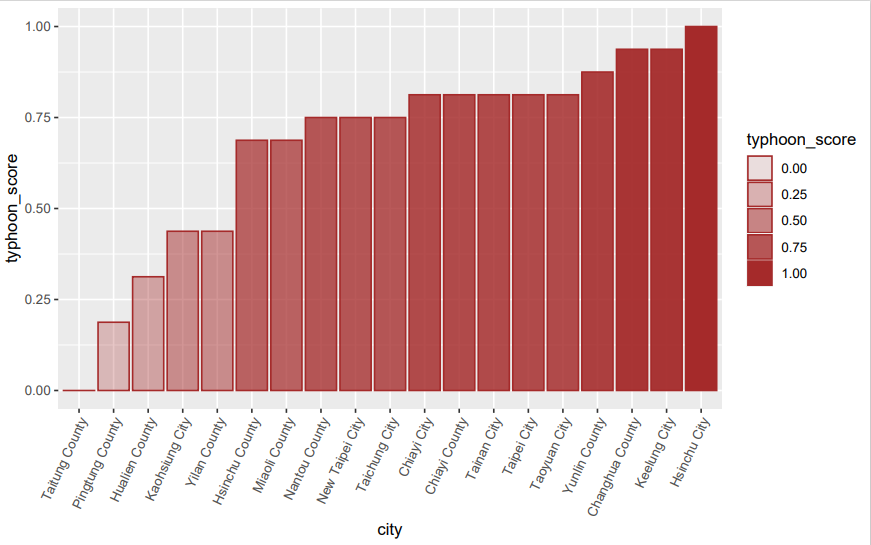 typhoon_score
1.00
0.75
0.50
0.25
0.00
Taitung County
Pingtung County
Hualien County
Kaohsiung City
Yilan County
Hsinchu County
Miaoli County
Nantou County
New Taipei City
Taichung City
Chiayi City
Chiayi County
Tainan City
Taipei City
Taoyuan City
Yunlin County
Changhua County
Keelung City
Hsinchu City
city
typhoon_score
0.00
0.25
0.50
0.75
1.00